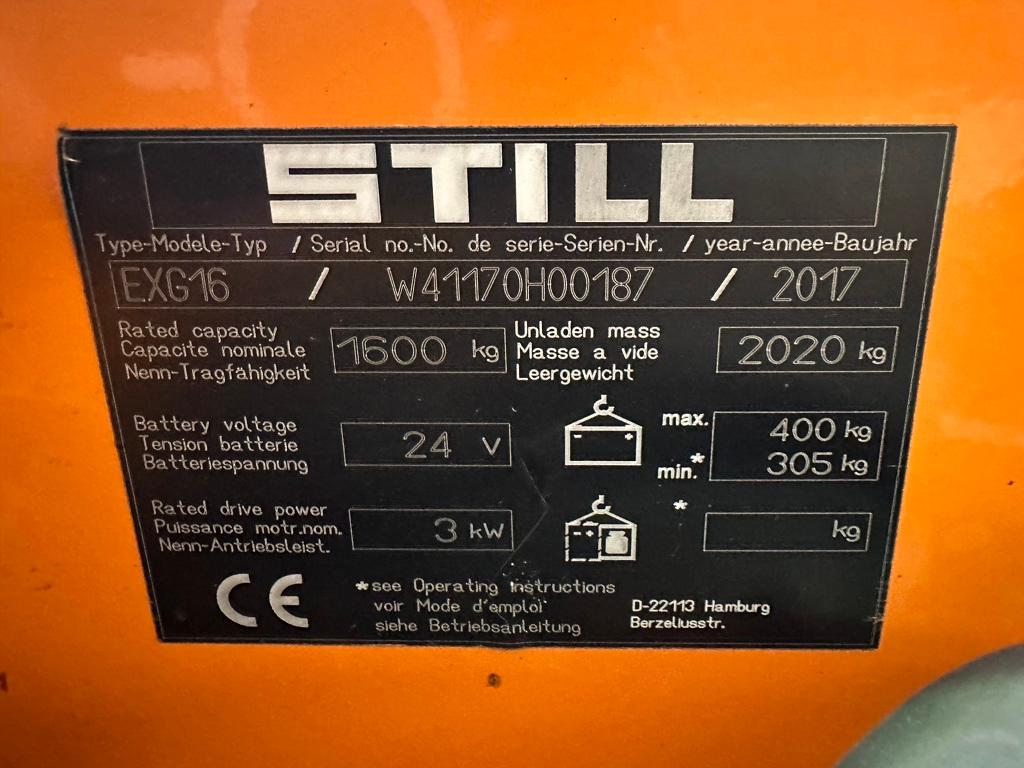 STILL
Type-Modele-Typ / Serial no.-No. de serie-Serien-Nr. / year-annee-Baujahr
EXG16 / W41170H00187 / 2017
Rated capacity
Capacite nominale
Nenn-Tragfähigkeit
1600 kg
Unladen mass
Masse a vide
Leergewicht
2020 kg
Battery voltage
Tension batterie
Batteriespannung
24 V
- +
max. 400 kg
min.* 305 kg
Rated drive power
Puissance motr.nom.
Nenn-Antriebsleist.
3 kW
- +
* kg
CE
*see Operating instructions
voir Mode d'emploi
siehe Betriebsanleitung
D-22113 Hamburg
Berzeliusstr.